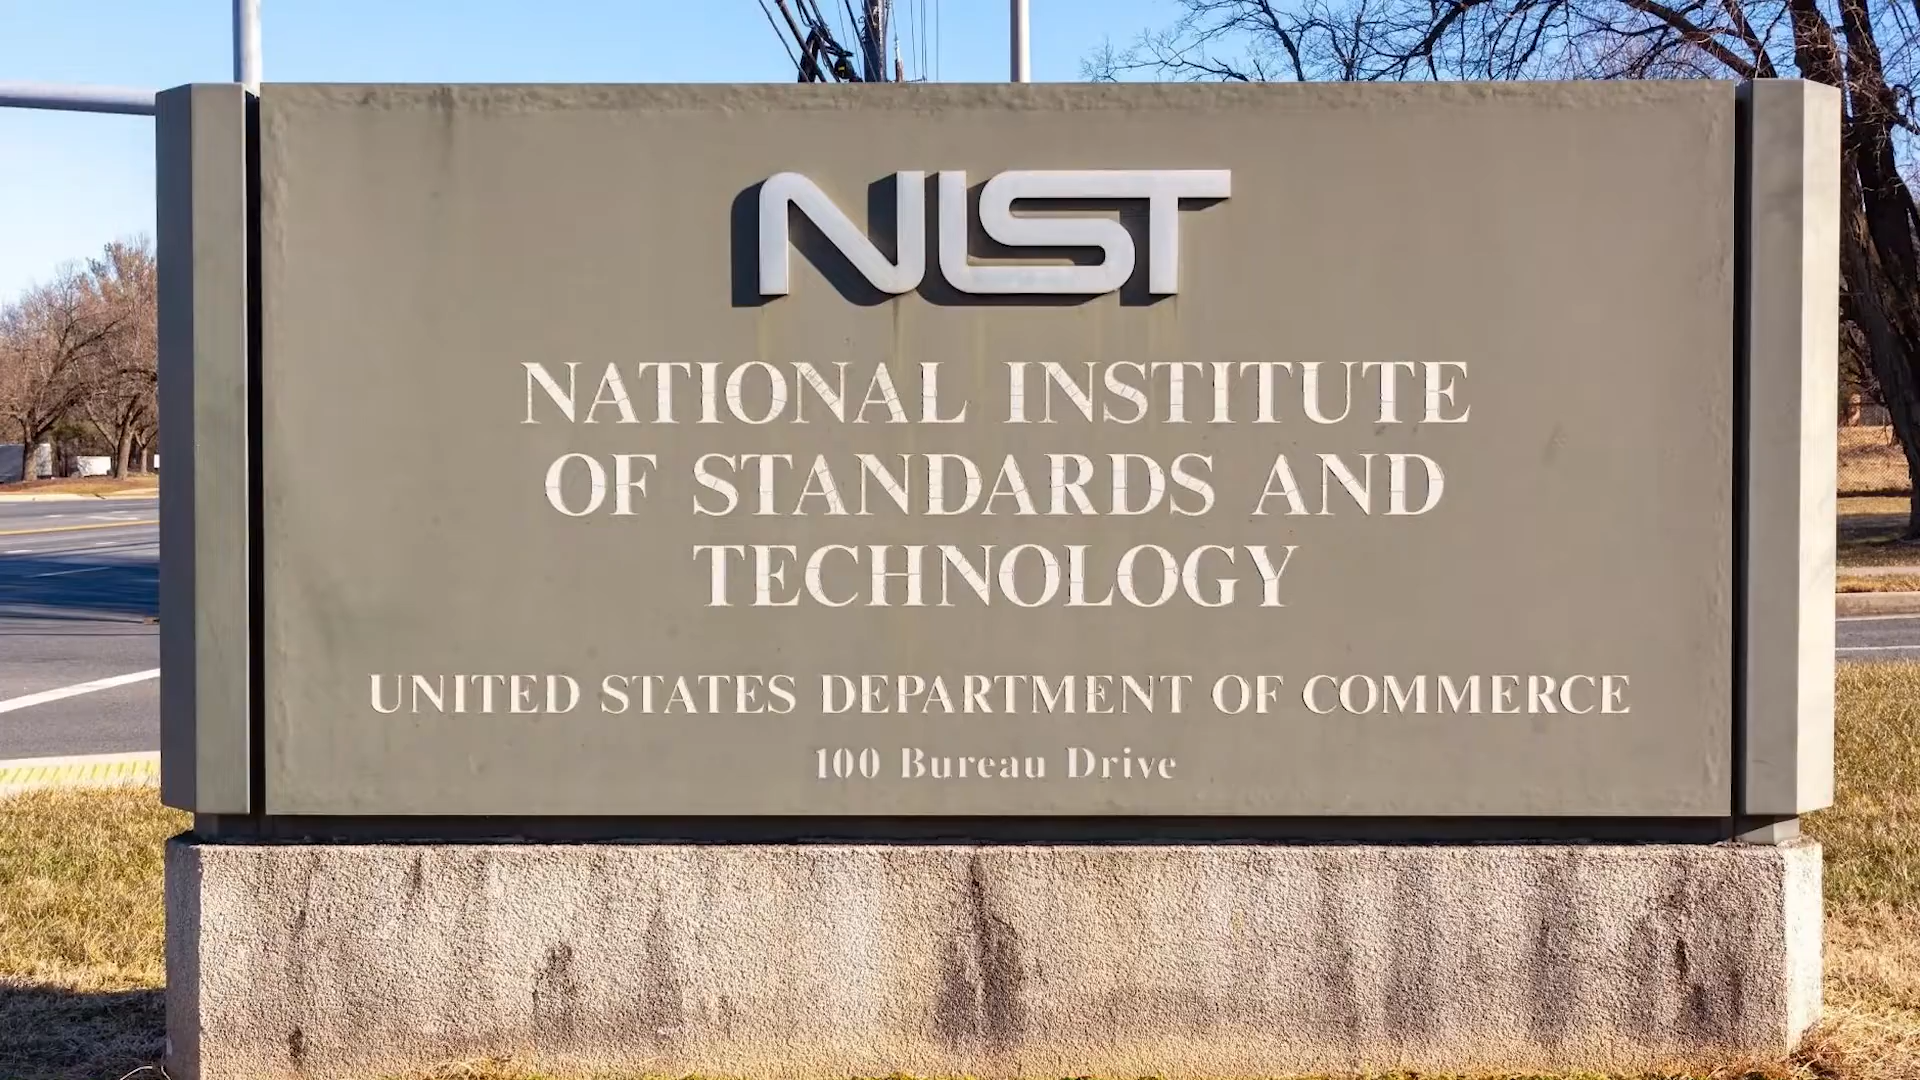 NIST
NATIONAL INSTITUTE
OF STANDARDS AND
TECHNOLOGY
UNITED STATES DEPARTMENT OF COMMERCE
100 Bureau Drive